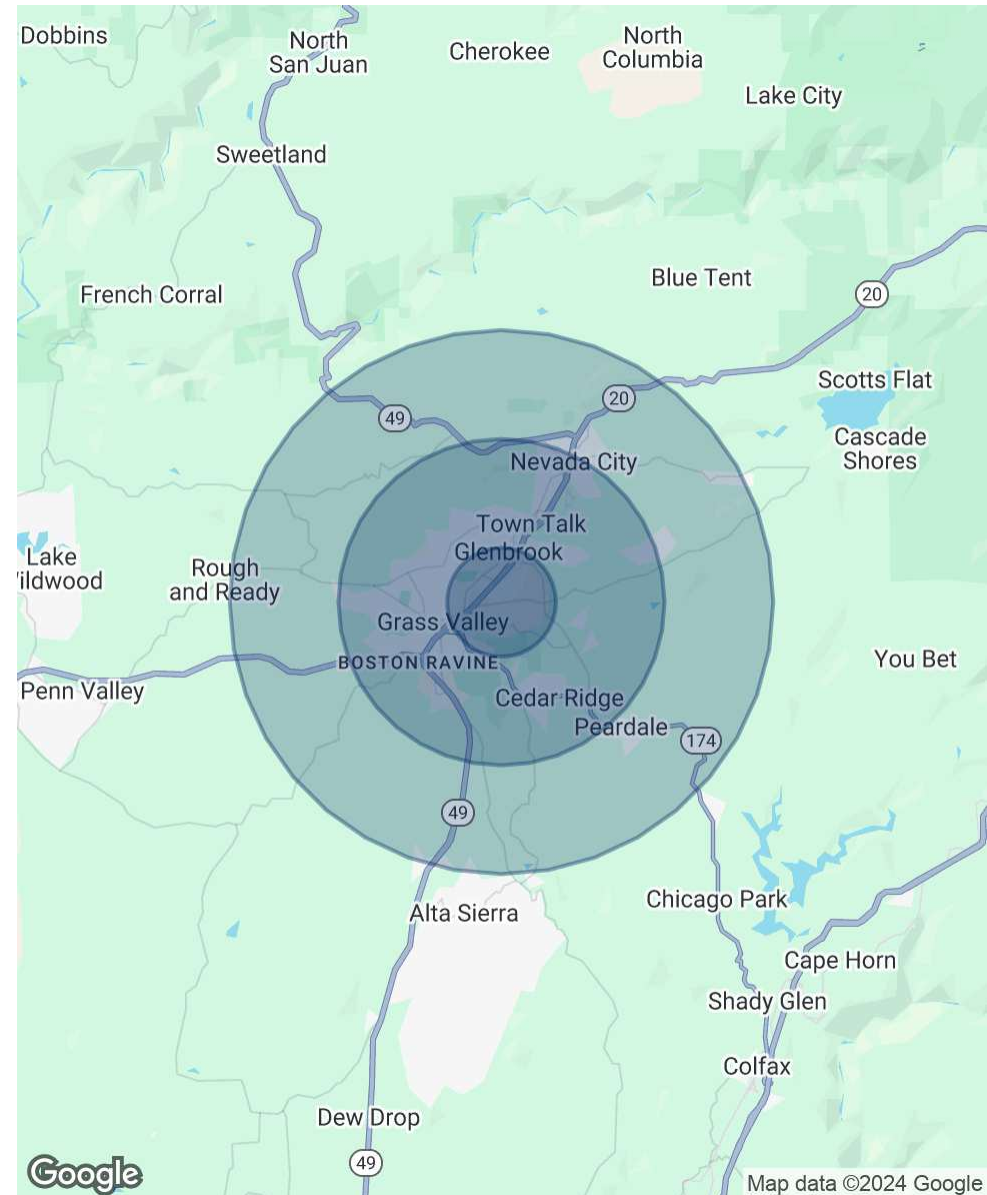 Dobbins
North
San Juan
Cherokee
North
Columbia
Lake City
Sweetland
Blue Tent
French Corral
20
Scotts Flat
20
49
Cascade
Shores
Nevada City
Town Talk
Glenbrook
Lake
Wildwood
Rough
and Ready
Grass Valley
BOSTON RAVINE
You Bet
Penn Valley
Cedar Ridge
Peardale
174
49
Chicago Park
Alta Sierra
Cape Horn
Shady Glen
Colfax
Dew Drop
49
Google
Map data ©2024 Google